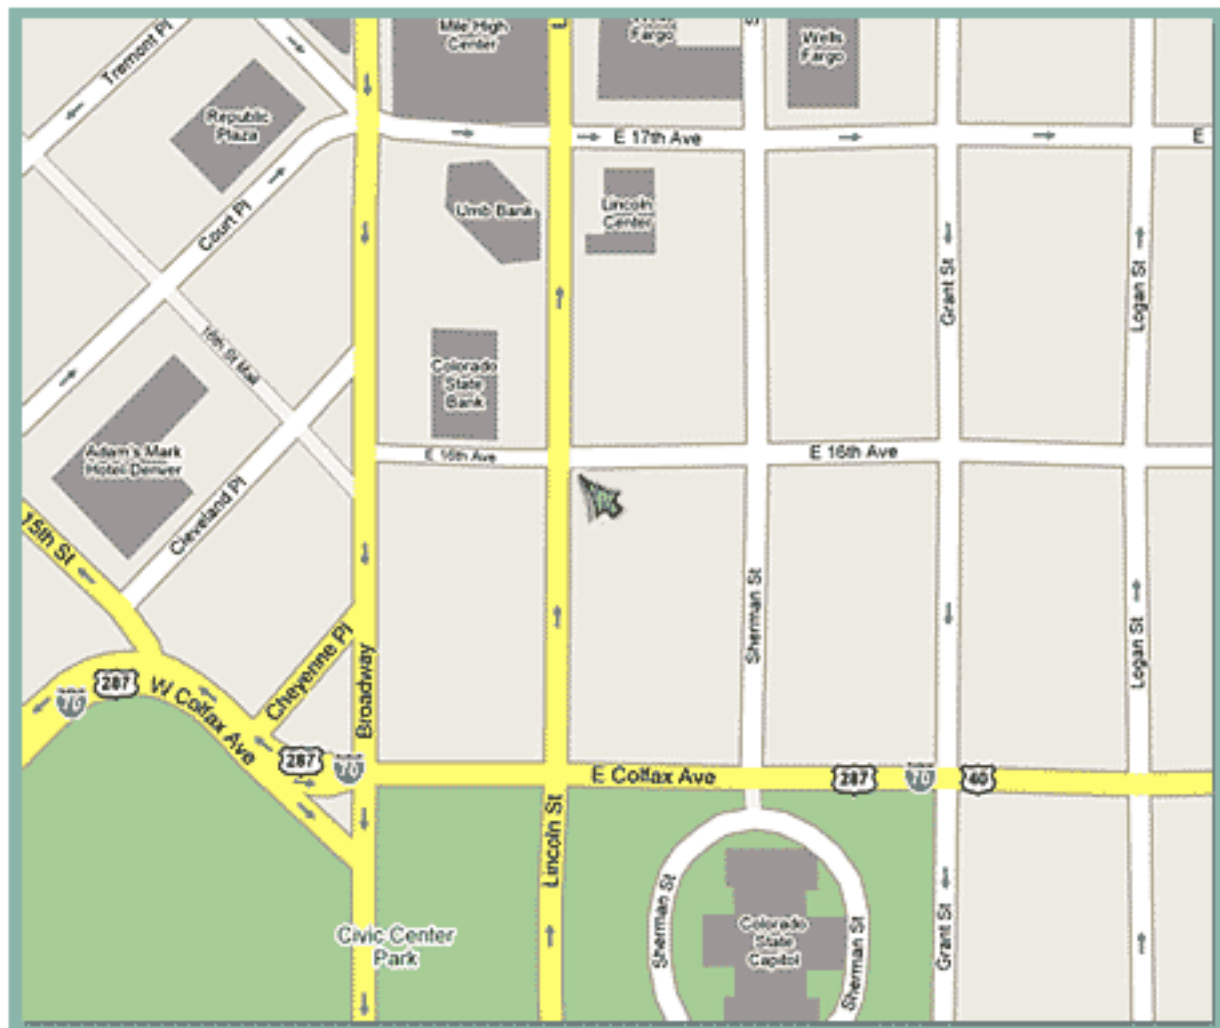 Mile High
Center
Fargo
Wells
Fargo
Tremont Pl
Republic
Plaza
E 17th Ave
E
Court Pl
Umb Bank
Lincoln
Center
Grant St
Logan St
16th St Mall
Colorado
State
Bank
Adam's Mark
Hotel-Denver
E 16th Ave
E 16th Ave
Cleveland Pl
15th St
Sherman St
Logan St
Cheyenne Pl
Broadway
287
70
W Colfax Ave
287
70
E Colfax Ave
287
70
40
Lincoln St
Sherman St
Colorado
State
Capitol
Sherman St
Grant St
Civic Center
Park